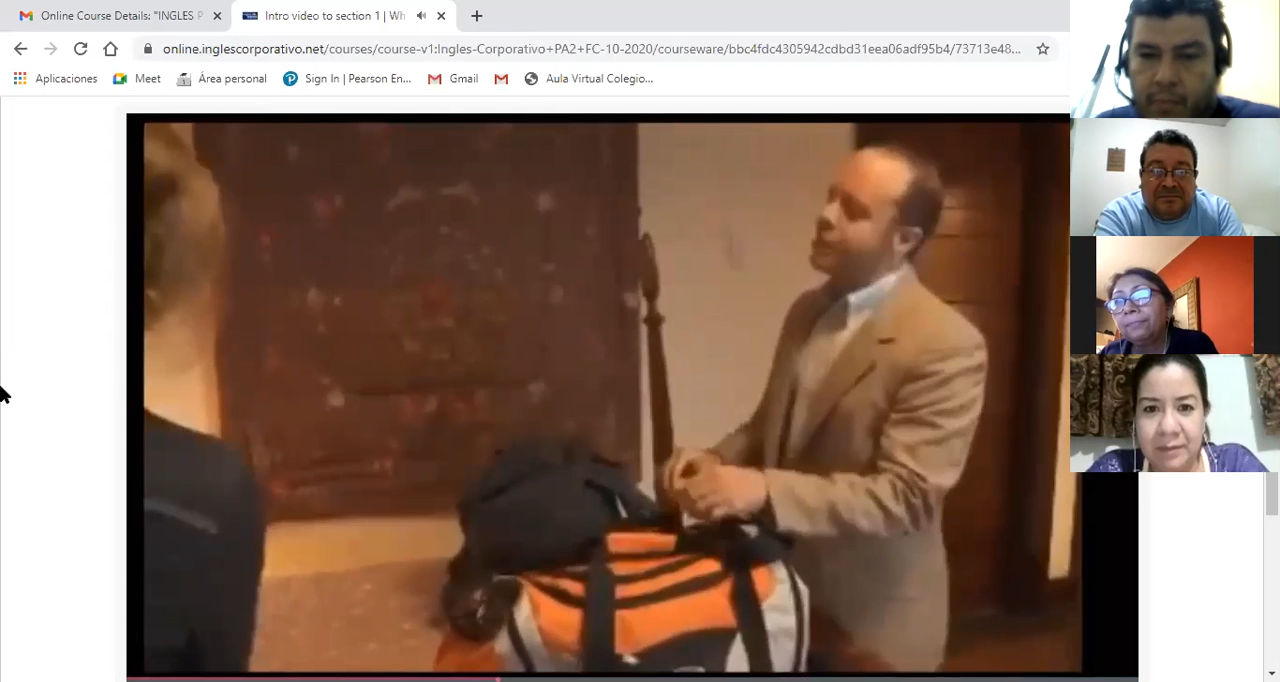 Online Course Details: "INGLES P
Intro video to section 1 | Wh
online.inglescorporativo.net/courses/course-v1:Ingles-Corporativo+PA2+FC-10-2020/courseware/bbc4fdc4305942cdbd31eea06adf95b4/73713e48...
Aplicaciones
Meet
Área personal
Sign In | Pearson En...
Gmail
Aula Virtual Colegio...